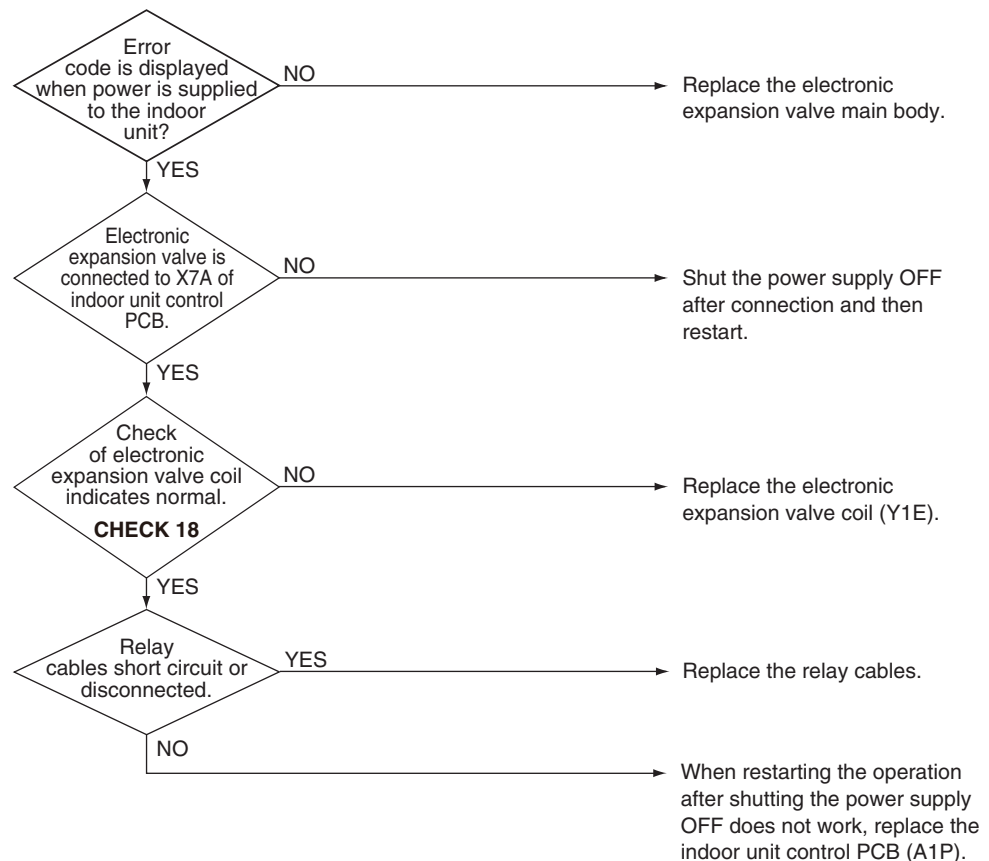 Error
code is displayed
when power is supplied
to the indoor
unit?
NO
Replace the electronic
expansion valve main body.
YES
Electronic
expansion valve is
connected to X7A of
indoor unit control
PCB.
NO
Shut the power supply OFF
after connection and then
restart.
YES
Check
of electronic
expansion valve coil
indicates normal.
CHECK 18
NO
Replace the electronic
expansion valve coil (Y1E).
YES
Relay
cables short circuit or
disconnected.
YES
Replace the relay cables.
NO
When restarting the operation
after shutting the power supply
OFF does not work, replace the
indoor unit control PCB (A1P).